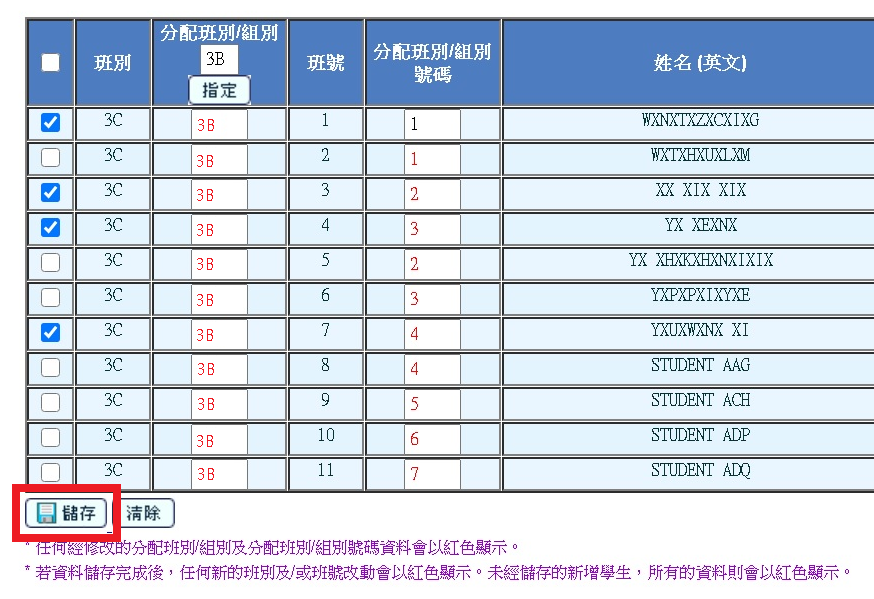 班別 分配班別/組別 3B 指定 班號 分配班別/組別 號碼 姓名 (英文)
3C 3B 1 1 WXNXTXZXCXIXG
3C 3B 2 1 WXTXHXUXLXM
3C 3B 3 2 XX XIX XIX
3C 3B 4 3 YX XEXNX
3C 3B 5 2 YX XHXKXHXNXIXIX
3C 3B 6 3 YXPXPXIXYXE
3C 3B 7 4 YXUXWXNX XI
3C 3B 8 4 STUDENT AAG
3C 3B 9 5 STUDENT ACH
3C 3B 10 6 STUDENT ADP
3C 3B 11 7 STUDENT ADQ
儲存 清除
* 任何經修改的分配班別/組別及分配班別/組別號碼資料會以紅色顯示。
* 若資料儲存完成後，任何新的班別及/或班號改動會以紅色顯示。未經儲存的新增學生，所有的資料則會以紅色顯示。